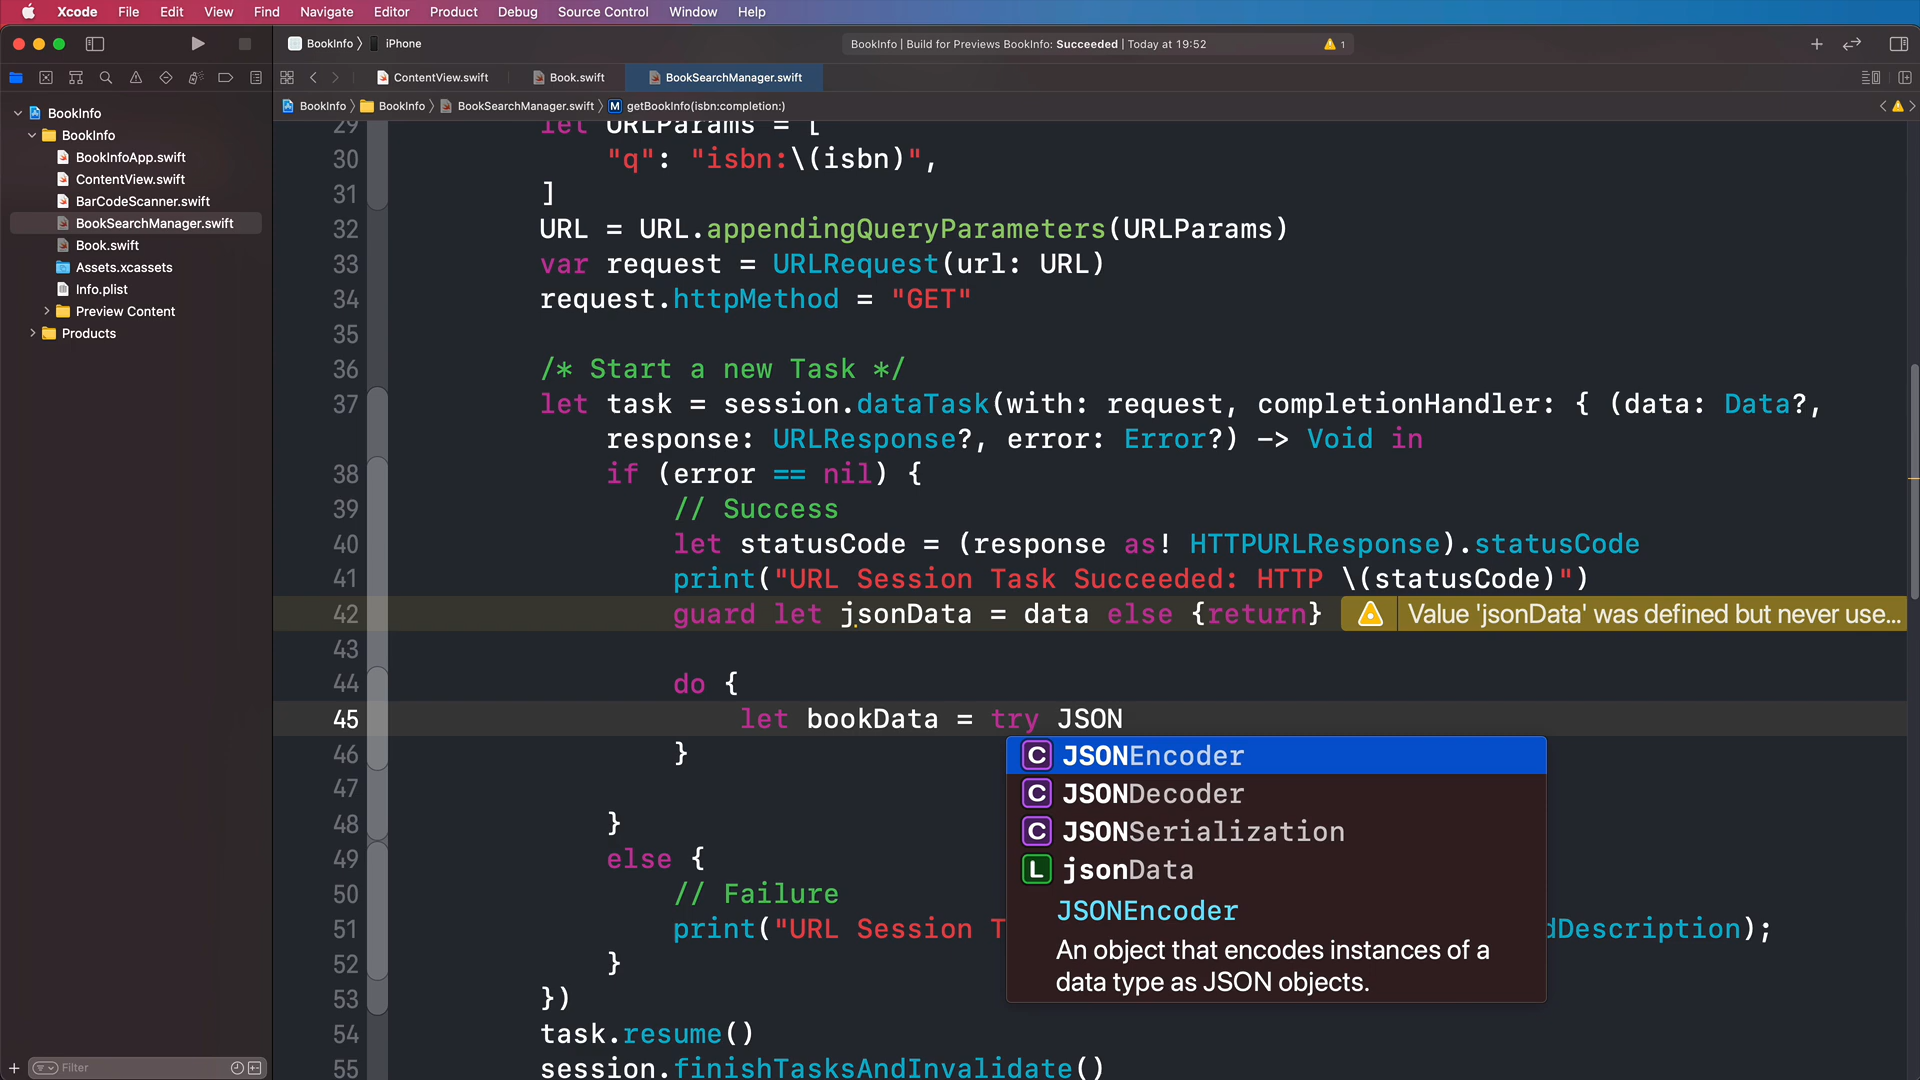 Xcode File Edit View Find Navigate Editor Product Debug Source Control Window Help
BookInfo iPhone
BookInfo | Build for Previews BookInfo: Succeeded | Today at 19:52
1
ContentView.swift Book.swift BookSearchManager.swift
BookInfo BookInfo BookSearchManager.swift M getBookInfo(isbn:completion:)
BookInfo
BookInfo
BookInfoApp.swift
ContentView.swift
BarCodeScanner.swift
BookSearchManager.swift
Book.swift
Assets.xcassets
Info.plist
Preview Content
Products
Filter
29 let URLParams = [
30 "q": "isbn:\(isbn)",
31 ]
32 URL = URL.appendingQueryParameters(URLParams)
33 var request = URLRequest(url: URL)
34 request.httpMethod = "GET"
35
36 /* Start a new Task */
37 let task = session.dataTask(with: request, completionHandler: { (data: Data?,
response: URLResponse?, error: Error?) -> Void in
38 if (error == nil) {
39 // Success
40 let statusCode = (response as! HTTPURLResponse).statusCode
41 print("URL Session Task Succeeded: HTTP \(statusCode)")
42 guard let jsonData = data else {return} Value 'jsonData' was defined but never use...
43
44 do {
45 let bookData = try JSON
46 }
47
48 }
49 else {
50 // Failure
51 print("URL Session T dDescription);
52 }
53 })
54 task.resume()
55 session.finishTasksAndInvalidate()
C JSONEncoder
C JSONDecoder
C JSONSerialization
L jsonData
JSONEncoder
An object that encodes instances of a
data type as JSON objects.